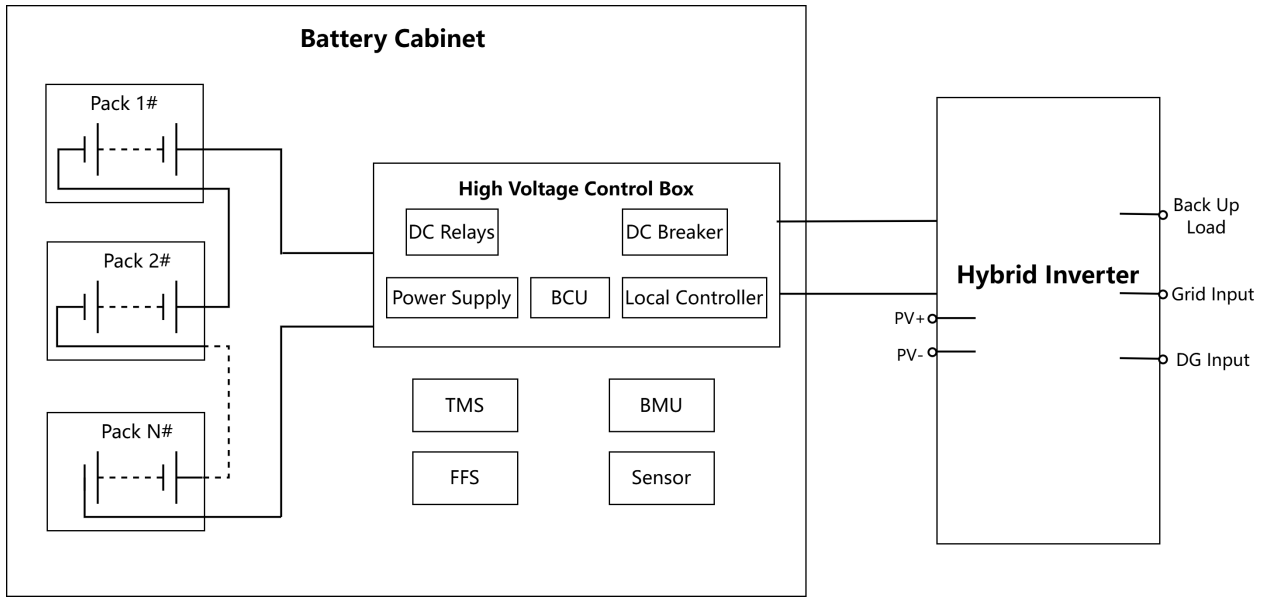 Battery Cabinet
Pack 1#
High Voltage Control Box
DC Relays
DC Breaker
Power Supply
BCU
Local Controller
Pack 2#
TMS
BMU
Pack N#
FFS
Sensor
Hybrid Inverter
Back Up
Load
Grid Input
PV+
PV-
DG Input